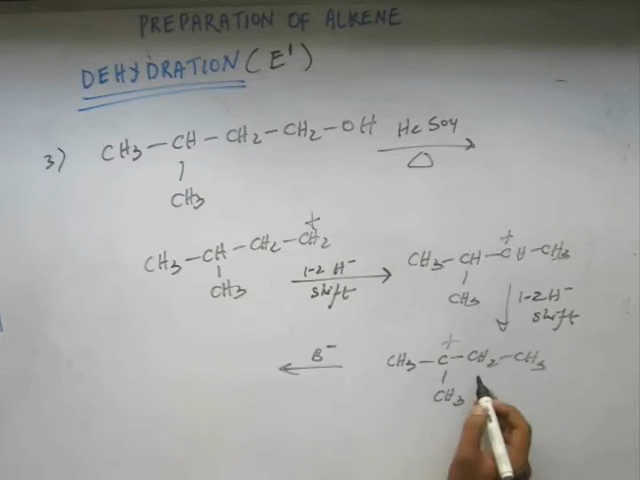 PREPARATION OF ALKENE
DEHYDRATION (E')
3) CH3-CH-CH2-CH2-OH H2SO4
CH3 △
CH3-CH-CH2-CH2 +
CH3
1-2 H-
shift
CH3-CH-CH-CH3 +
CH3
1-2 H-
shift
B-
CH3-C-CH2-CH3 +
CH3